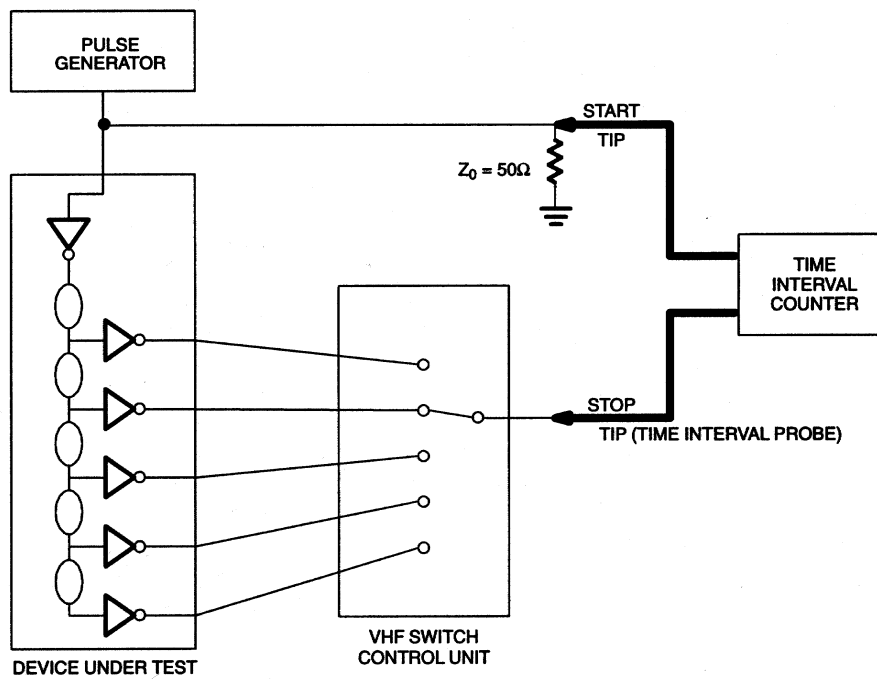 PULSE
GENERATOR
START
TIP
Z₀ = 50Ω
TIME
INTERVAL
COUNTER
STOP
TIP (TIME INTERVAL PROBE)
VHF SWITCH
CONTROL UNIT
DEVICE UNDER TEST